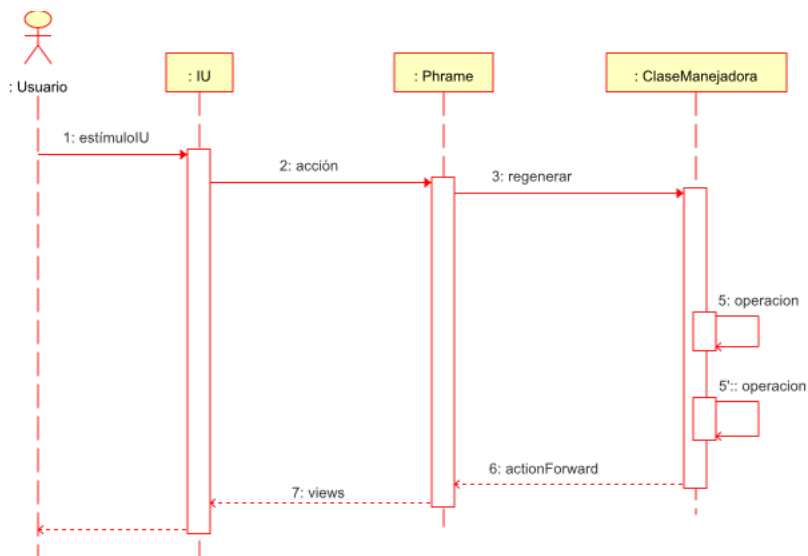 : Usuario
: IU
: Phrame
: ClaseManejadora
1: estímuloIU
2: acción
3: regenerar
5: operacion
5':: operacion
6: actionForward
7: views